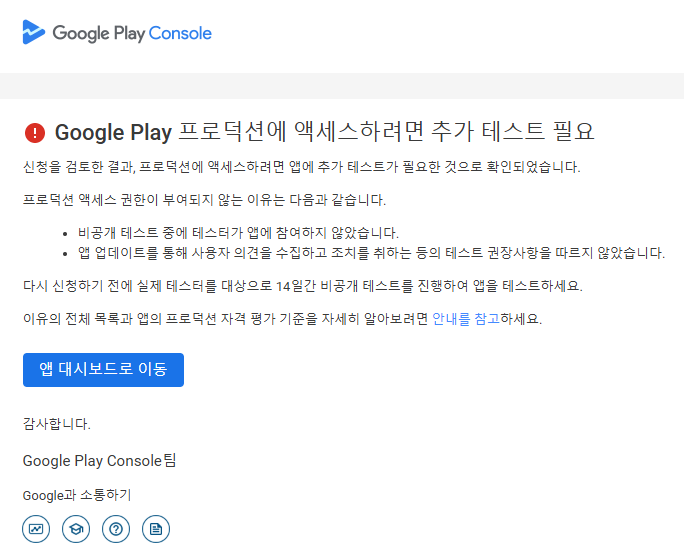 Google Play Console
Google Play 프로덕션에 액세스하려면 추가 테스트 필요
신청을 검토한 결과, 프로덕션에 액세스하려면 앱에 추가 테스트가 필요한 것으로 확인되었습니다.
프로덕션 액세스 권한이 부여되지 않는 이유는 다음과 같습니다.
• 비공개 테스트 중에 테스터가 앱에 참여하지 않았습니다.
• 앱 업데이트를 통해 사용자 의견을 수집하고 조치를 취하는 등의 테스트 권장사항을 따르지 않았습니다.
다시 신청하기 전에 실제 테스터를 대상으로 14일간 비공개 테스트를 진행하여 앱을 테스트하세요.
이유의 전체 목록과 앱의 프로덕션 자격 평가 기준을 자세히 알아보려면 안내를 참고하세요.
앱 대시보드로 이동
감사합니다.
Google Play Console팀
Google과 소통하기